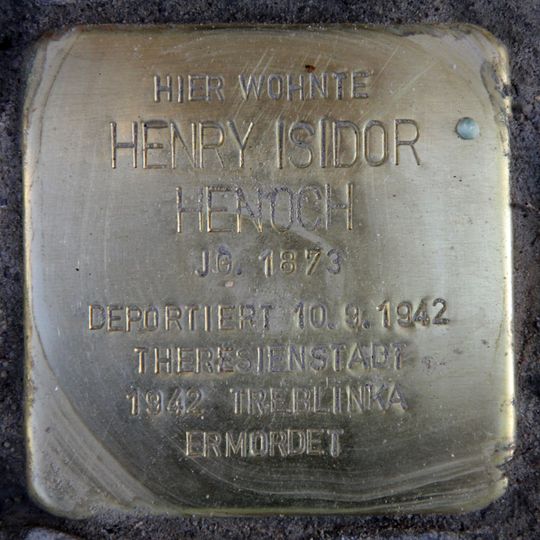 HIER WOHNTE
HENRY ISIDOR
HENOCH
JG. 1873
DEPORTIERT 10.9.1942
THERESIENSTADT
1942 TREBLINKA
ERMORDET